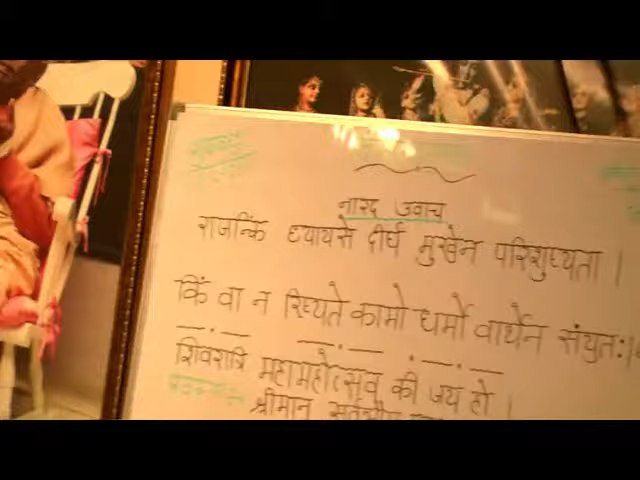 नारद उवाच
राजन्किं ध्यायसे दीर्घ मुखेन परिशुष्यता ।
किं वा न रिष्यते कामो धर्मो वार्थेन संयुतः।
शिवरात्रि महामहोत्सव की जय हो ।
श्रीमान